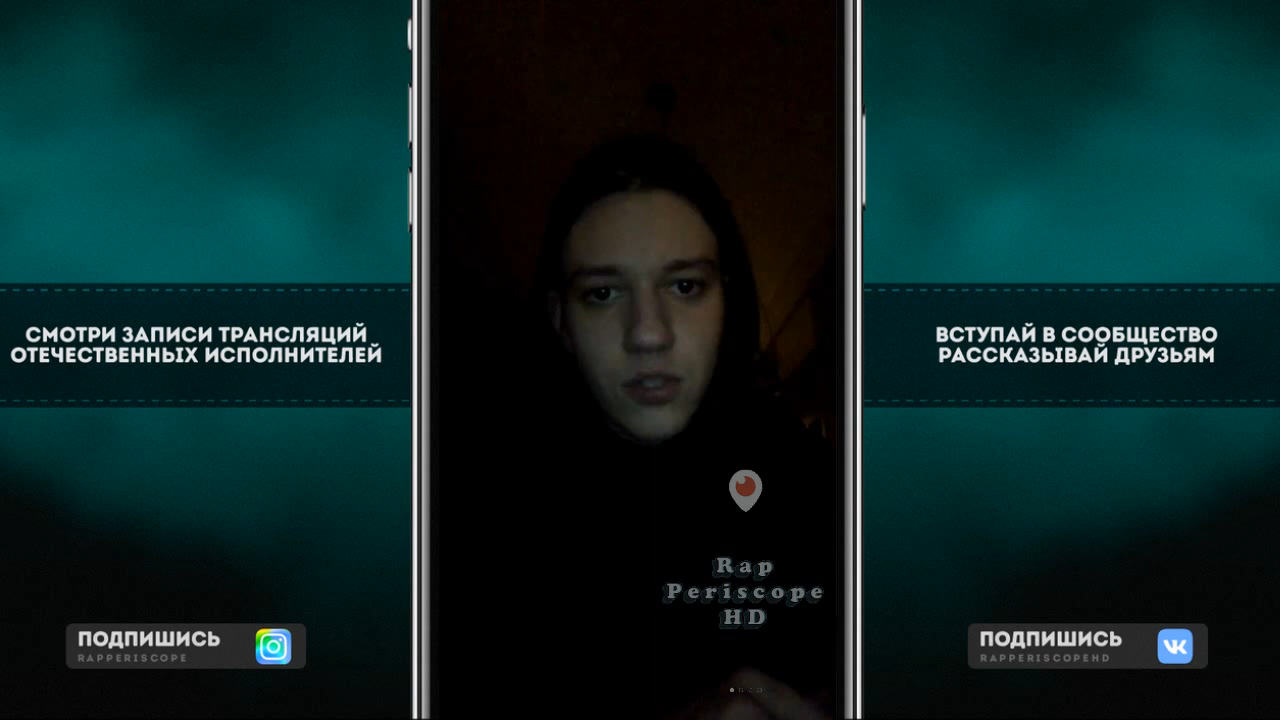 СМОТРИ ЗАПИСИ ТРАНСЛЯЦИЙ
ОТЕЧЕСТВЕННЫХ ИСПОЛНИТЕЛЕЙ
ВСТУПАЙ В СООБЩЕСТВО
РАССКАЗЫВАЙ ДРУЗЬЯМ
Rap
Periscope
HD
ПОДПИШИСЬ
RAPPERISCOPE
ПОДПИШИСЬ
RAPPERISCOPEHD